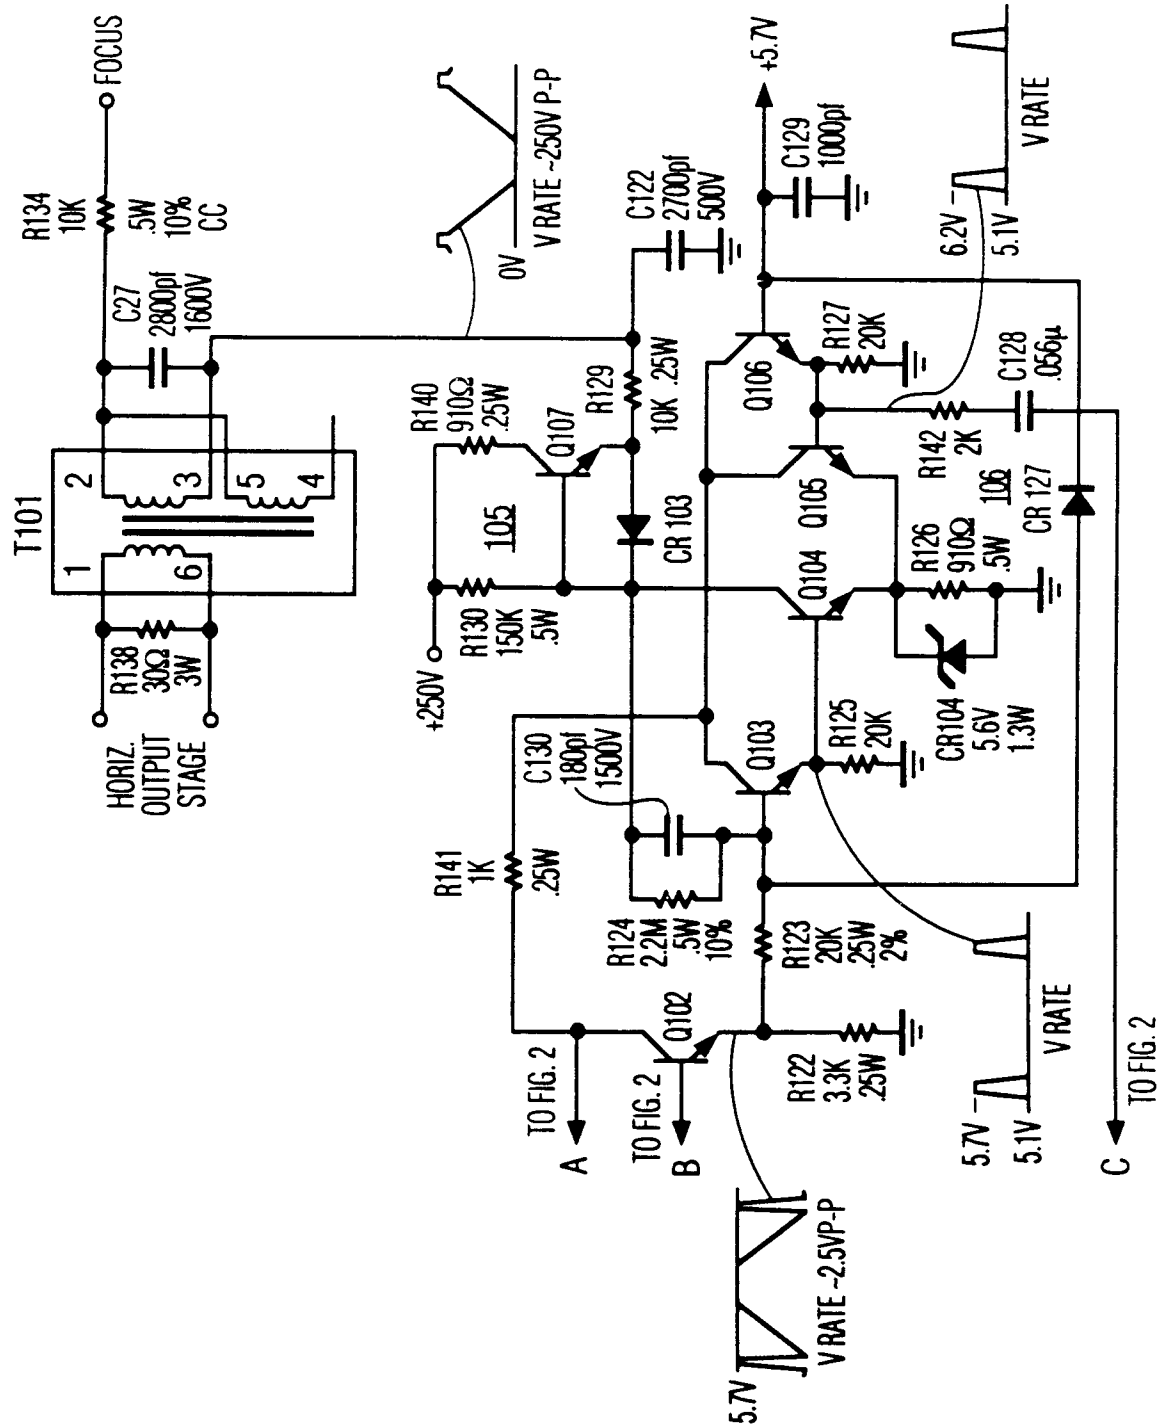 T101
HORIZ.
OUTPUT
STAGE
R138
30Ω
3W
1
6
2
3
5
4
C27
2800pf
1600V
R134
10K
.5W
10%
CC
FOCUS
+250V
R130
150K
.5W
105
R140
910Ω
.25W
Q107
CR 103
R129
10K .25W
0V
V RATE ~250V P-P
C122
2700pf
500V
R141
1K
.25W
C130
180pf
1500V
R124
2.2M
.5W
10%
TO FIG. 2
A
TO FIG. 2
B
Q102
R122
3.3K
.25W
R123
20K
.25W
2%
Q103
R125
20K
Q104
Q105
Q106
R127
20K
+5.7V
C129
1000pf
CR104
5.6V
1.3W
R126
910Ω
.5W
R142
2K
106
C128
.056µ
CR 127
6.2V
5.1V
V RATE
5.7V
V RATE ~2.5VP-P
5.7V
5.1V
V RATE
C
TO FIG. 2